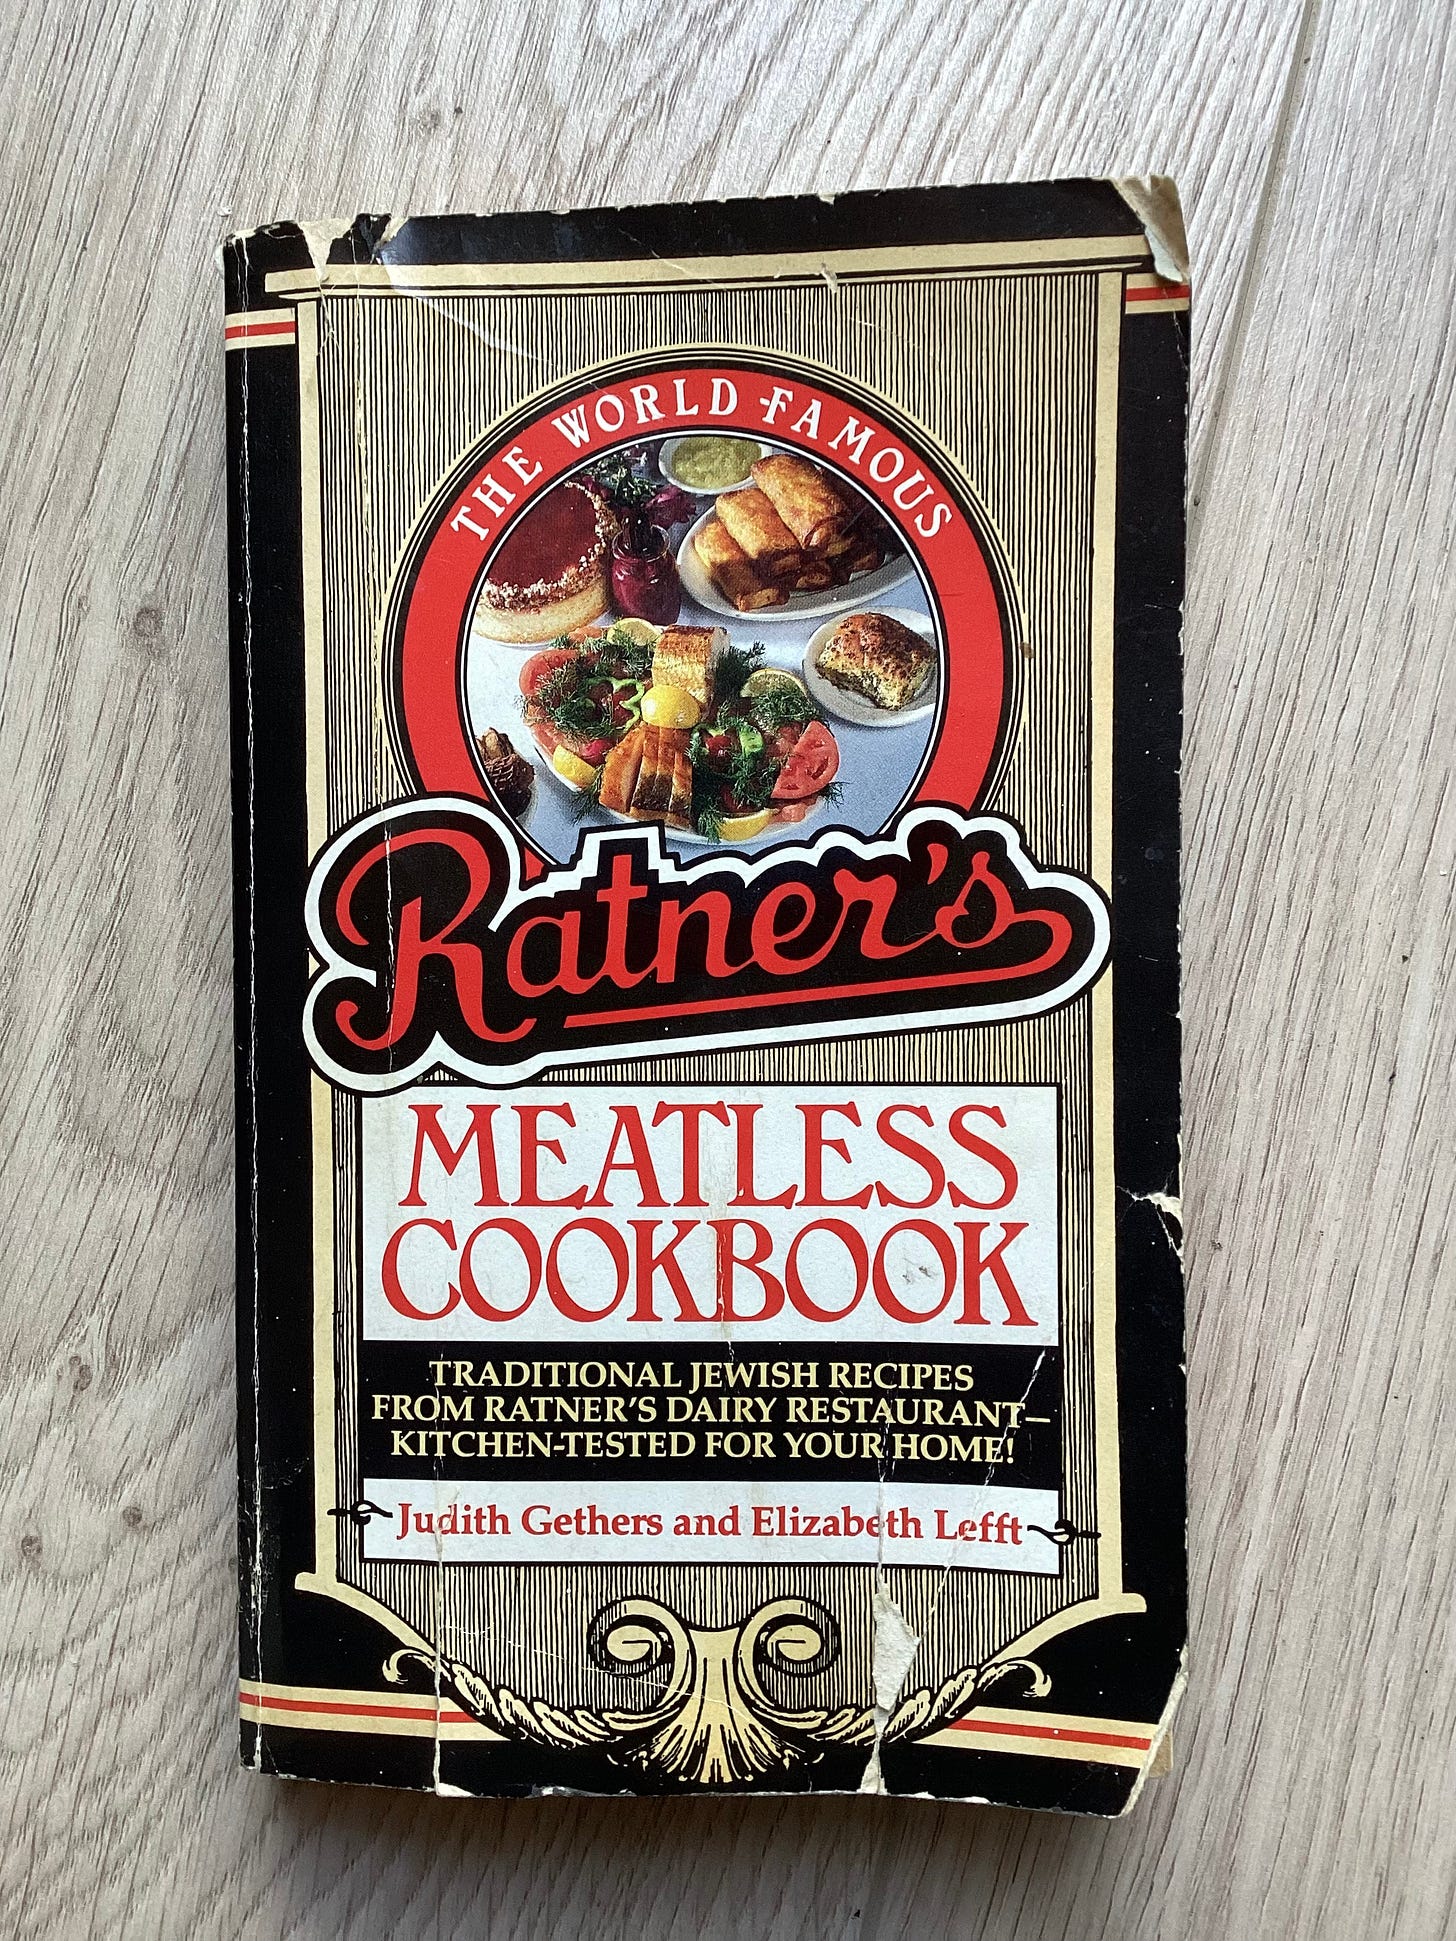 THE WORLD-FAMOUS
Ratner's
MEATLESS
COOKBOOK
TRADITIONAL JEWISH RECIPES
FROM RATNER'S DAIRY RESTAURANT—
KITCHEN-TESTED FOR YOUR HOME!
Judith Gethers and Elizabeth Lefft